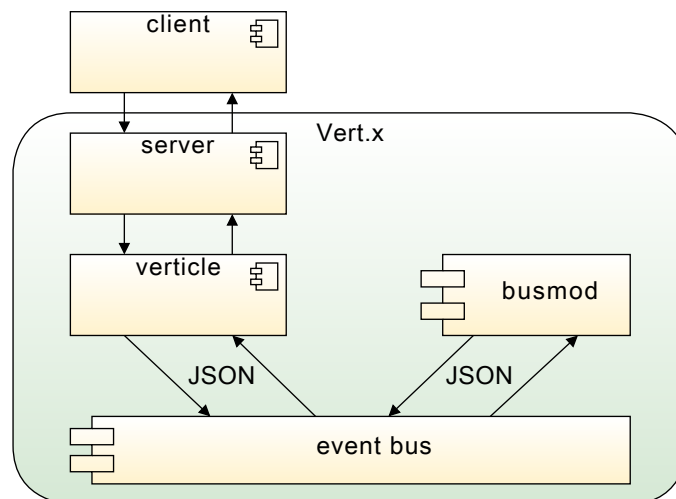 client
Vert.x
server
verticle
busmod
JSON
JSON
event bus